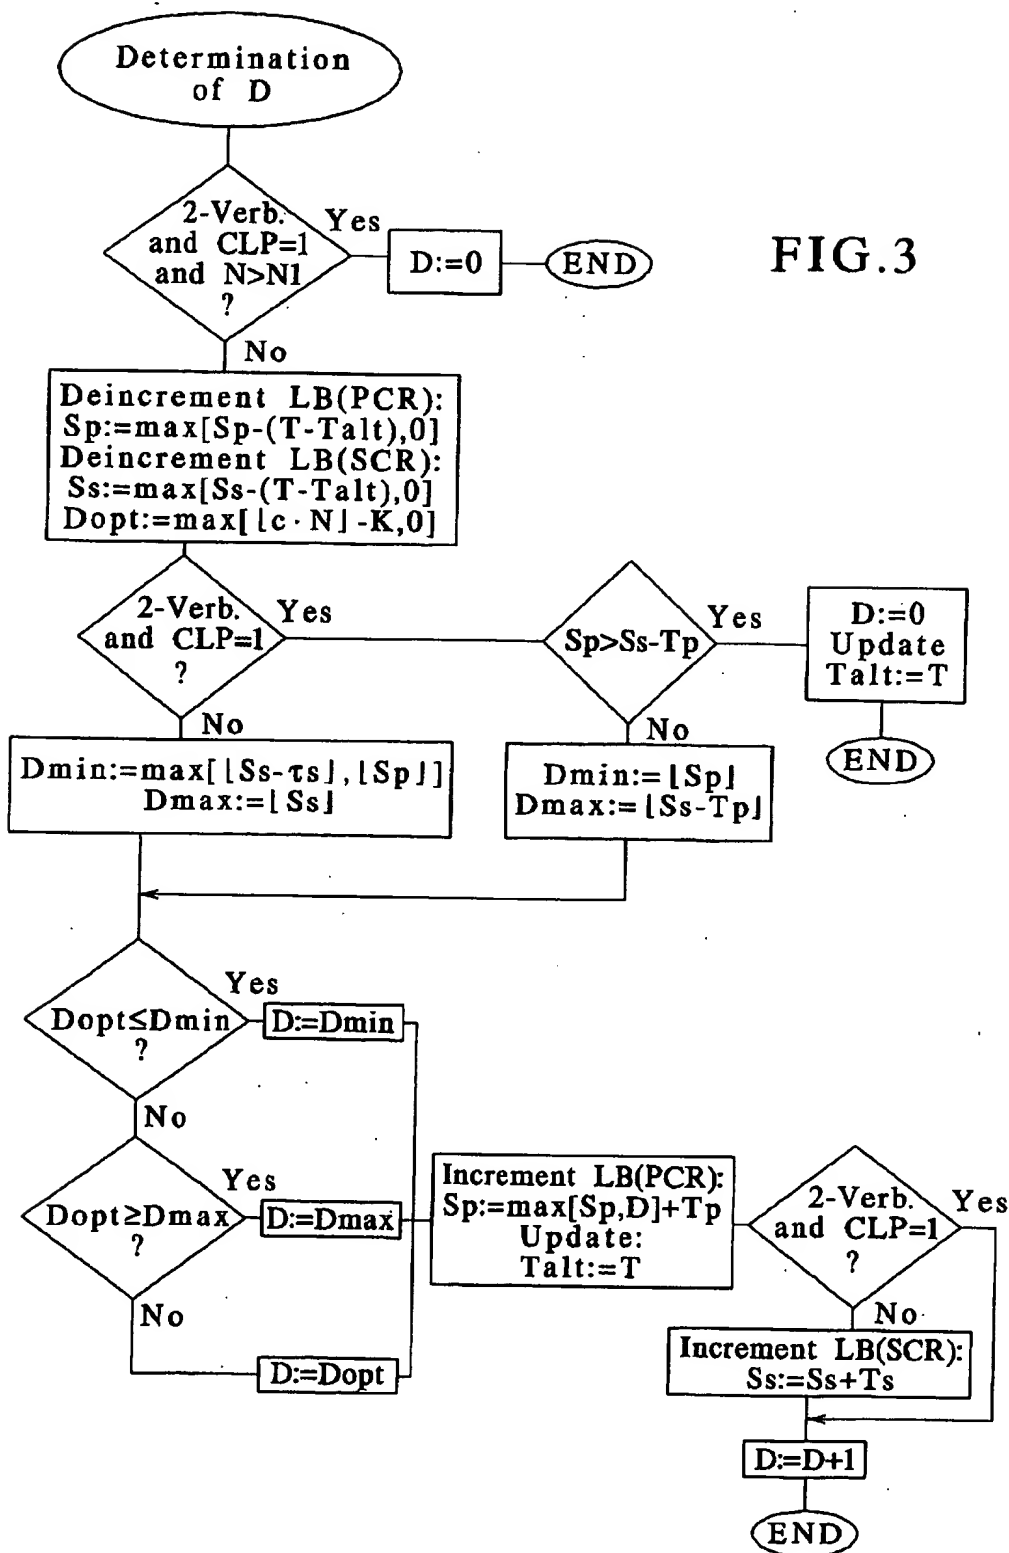 Determination
of D
2-Verb.
and CLP=1
and N>N1
?
Yes
D:=0
END
FIG.3
No
Deincrement LB(PCR):
Sp:=max[Sp-(T-Talt),0]
Deincrement LB(SCR):
Ss:=max[Ss-(T-Talt),0]
Dopt:=max[⌊c·N⌋-K,0]
2-Verb.
and CLP=1
?
Yes
Sp>Ss-Tp
Yes
D:=0
Update
Talt:=T
END
No
No
Dmin:=max[⌊Ss-τs⌋,⌊Sp⌋]
Dmax:=⌊Ss⌋
Dmin:=⌊Sp⌋
Dmax:=⌊Ss-Tp⌋
Dopt≤Dmin
?
Yes
D:=Dmin
No
Dopt≥Dmax
?
Yes
D:=Dmax
No
D:=Dopt
Increment LB(PCR):
Sp:=max[Sp,D]+Tp
Update:
Talt:=T
2-Verb.
and CLP=1
?
Yes
No
Increment LB(SCR):
Ss:=Ss+Ts
D:=D+1
END